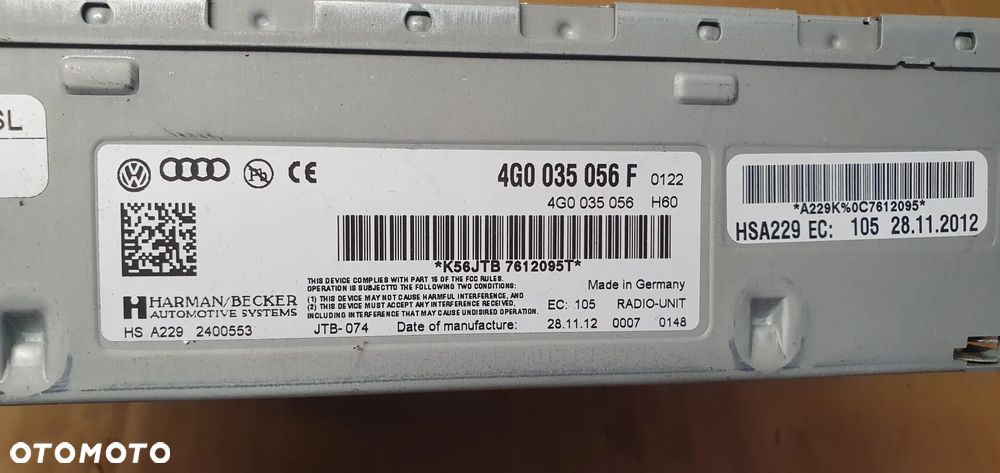 SL
4G0 035 056 F 0122
4G0 035 056 H60
*K56JTB 7612095T*
THIS DEVICE COMPLIES WITH PART 15 OF THE FCC RULES.
OPERATION IS SUBJECTTO THE FOLLOWING TWO CONDITIONS:
(1) THIS DEVICE MAY NOT CAUSE HARMFUL INTERFERENCE, AND
(2) THIS DEVICE MUST ACCEPT ANY INTERFERENCE RECEIVED,
INCLUDING INTERFERENCE THAT MAY CAUSE UNDISIRED OPERATION.
Made in Germany
EC: 105 RADIO-UNIT
HARMAN/BECKER
AUTOMOTIVE SYSTEMS
HS A229 2400553
JTB-074 Date of manufacture: 28.11.12 0007 0148
*A229K%0C7612095*
HSA229 EC: 105 28.11.2012
OTOMOTO